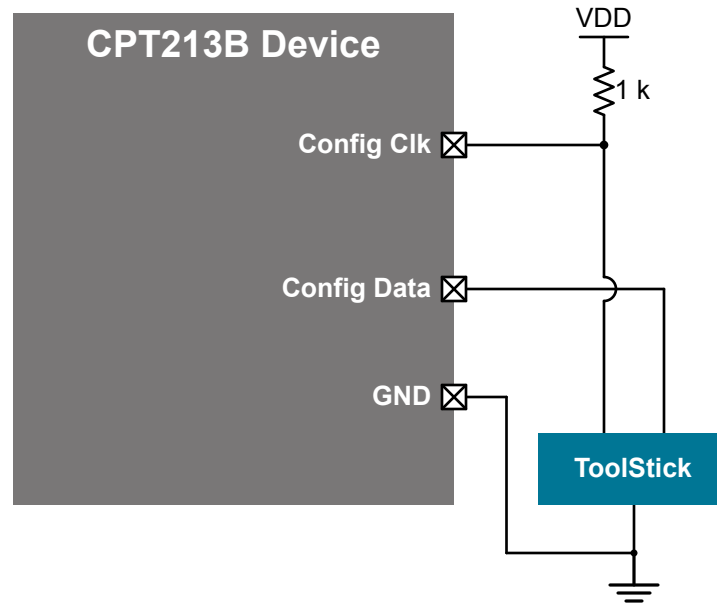 CPT213B Device
VDD
1 k
Config Clk
Config Data
GND
ToolStick